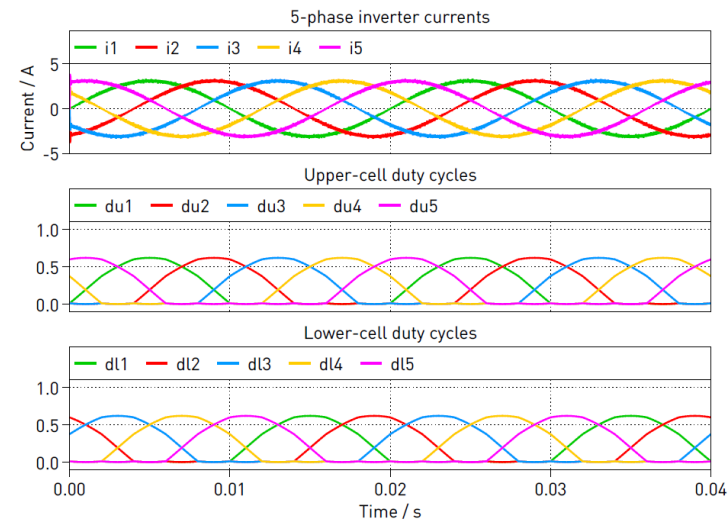 5-phase inverter currents
i1 i2 i3 i4 i5
Current / A
5
0
-5
Upper-cell duty cycles
du1 du2 du3 du4 du5
1.0
0.5
0.0
Lower-cell duty cycles
dl1 dl2 dl3 dl4 dl5
1.0
0.5
0.0
0.00 0.01 0.02 0.03 0.04
Time / s